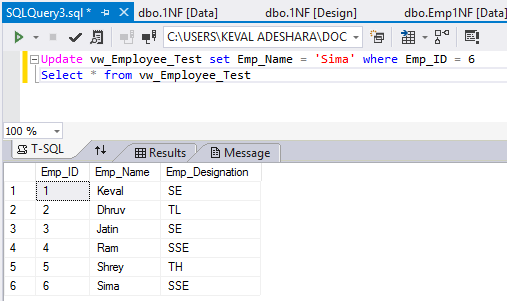 SQLQuery3.sql* dbo.1NF [Data] dbo.1NF [Design] dbo.Emp1NF [Data]
C:\USERS\KEVAL ADESHARA\DOC
Update vw_Employee_Test set Emp_Name = 'Sima' where Emp_ID = 6
Select * from vw_Employee_Test
100 %
T-SQL Results Message
Emp_ID Emp_Name Emp_Designation
1 1 Keval SE
2 2 Dhruv TL
3 3 Jatin SE
4 4 Ram SSE
5 5 Shrey TH
6 6 Sima SSE